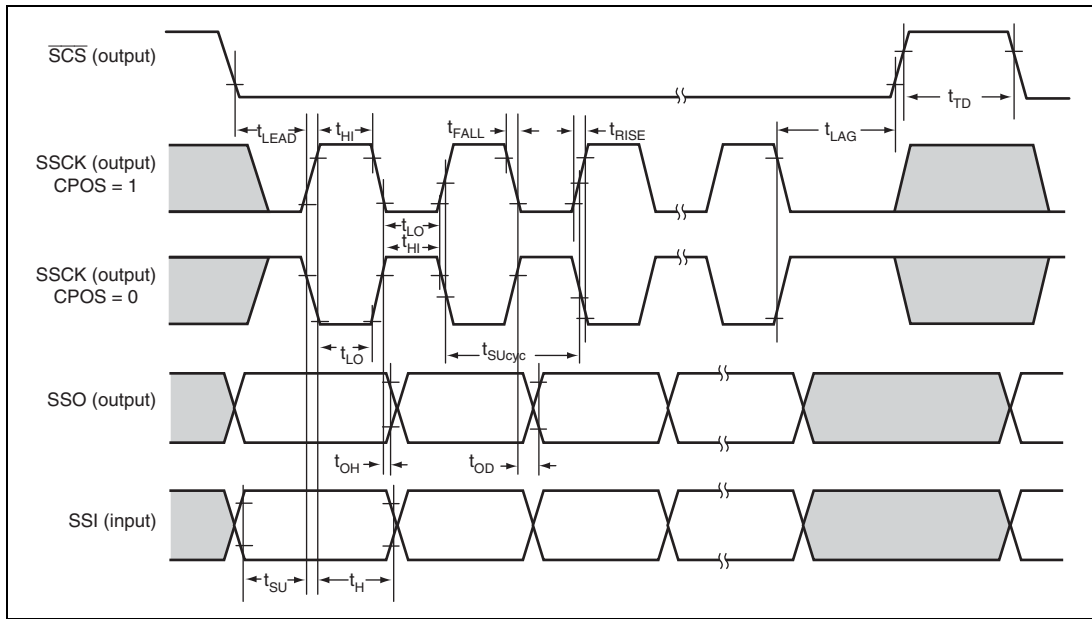 SCS (output)
tTD
tLEAD
tHI
tFALL
tRISE
tLAG
SSCK (output)
CPOS = 1
tLO
tHI
SSCK (output)
CPOS = 0
tLO
tSUcyc
SSO (output)
tOH
tOD
SSI (input)
tSU
tH